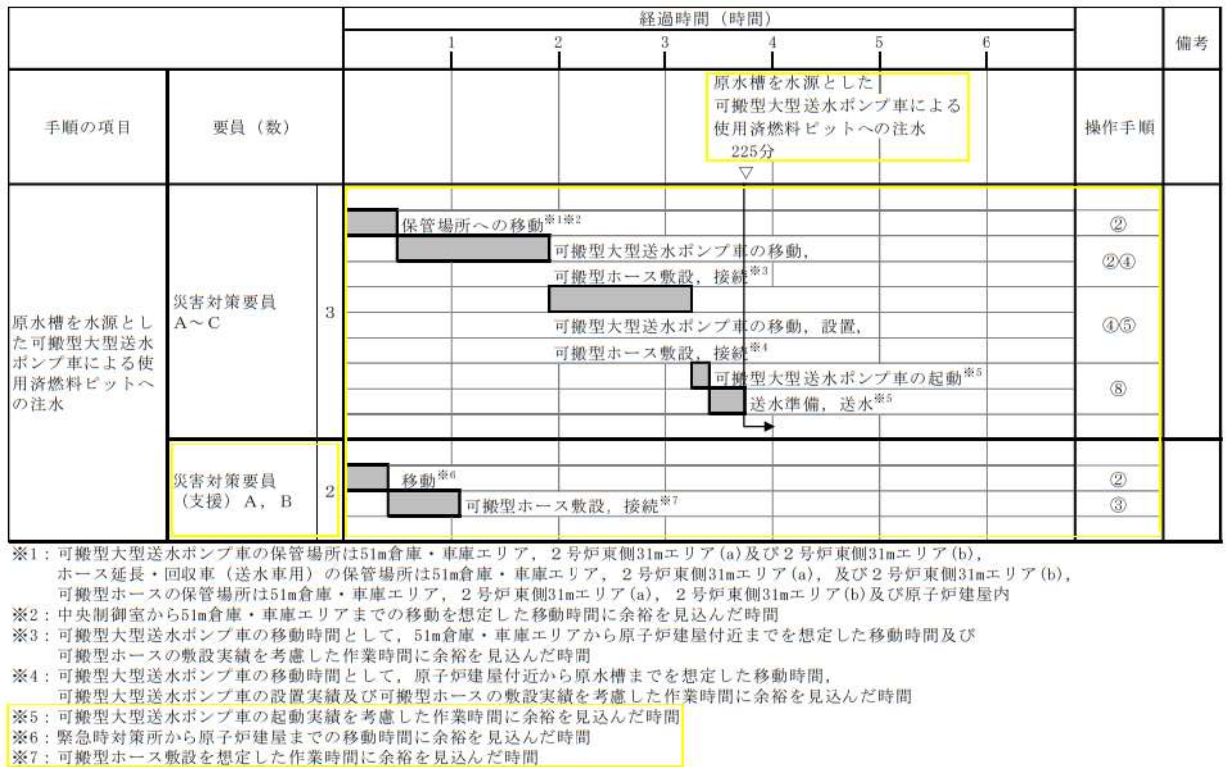 経過時間（時間）
備考
1 2 3 4 5 6
手順の項目
要員（数）
原水槽を水源とした
可搬型大型送水ポンプ車による
使用済燃料ピットへの注水
225分
▽
操作手順
原水槽を水源とし
た可搬型大型送水
ポンプ車による使
用済燃料ピットへ
の注水
災害対策要員
A～C
3
保管場所への移動※1※2
②
可搬型大型送水ポンプ車の移動，
可搬型ホース敷設，接続※3
②④
可搬型大型送水ポンプ車の移動，設置，
可搬型ホース敷設，接続※4
④⑤
可搬型大型送水ポンプ車の起動※5
送水準備，送水※5
⑧
災害対策要員
（支援）A，B
2
移動※6
②
可搬型ホース敷設，接続※7
③
※1：可搬型大型送水ポンプ車の保管場所は51m倉庫・車庫エリア，2号炉東側31mエリア(a)及び2号炉東側31mエリア(b)，
ホース延長・回収車（送水車用）の保管場所は51m倉庫・車庫エリア，2号炉東側31mエリア(a)，及び2号炉東側31mエリア(b)，
可搬型ホースの保管場所は51m倉庫・車庫エリア，2号炉東側31mエリア(a)，2号炉東側31mエリア(b)及び原子炉建屋内
※2：中央制御室から51m倉庫・車庫エリアまでの移動を想定した移動時間に余裕を見込んだ時間
※3：可搬型大型送水ポンプ車の移動時間として，51m倉庫・車庫エリアから原子炉建屋付近までを想定した移動時間及び
可搬型ホースの敷設実績を考慮した作業時間に余裕を見込んだ時間
※4：可搬型大型送水ポンプ車の移動時間として，原子炉建屋付近から原水槽までを想定した移動時間，
可搬型大型送水ポンプ車の設置実績及び可搬型ホースの敷設実績を考慮した作業時間に余裕を見込んだ時間
※5：可搬型大型送水ポンプ車の起動実績を考慮した作業時間に余裕を見込んだ時間
※6：緊急時対策所から原子炉建屋までの移動時間に余裕を見込んだ時間
※7：可搬型ホース敷設を想定した作業時間に余裕を見込んだ時間